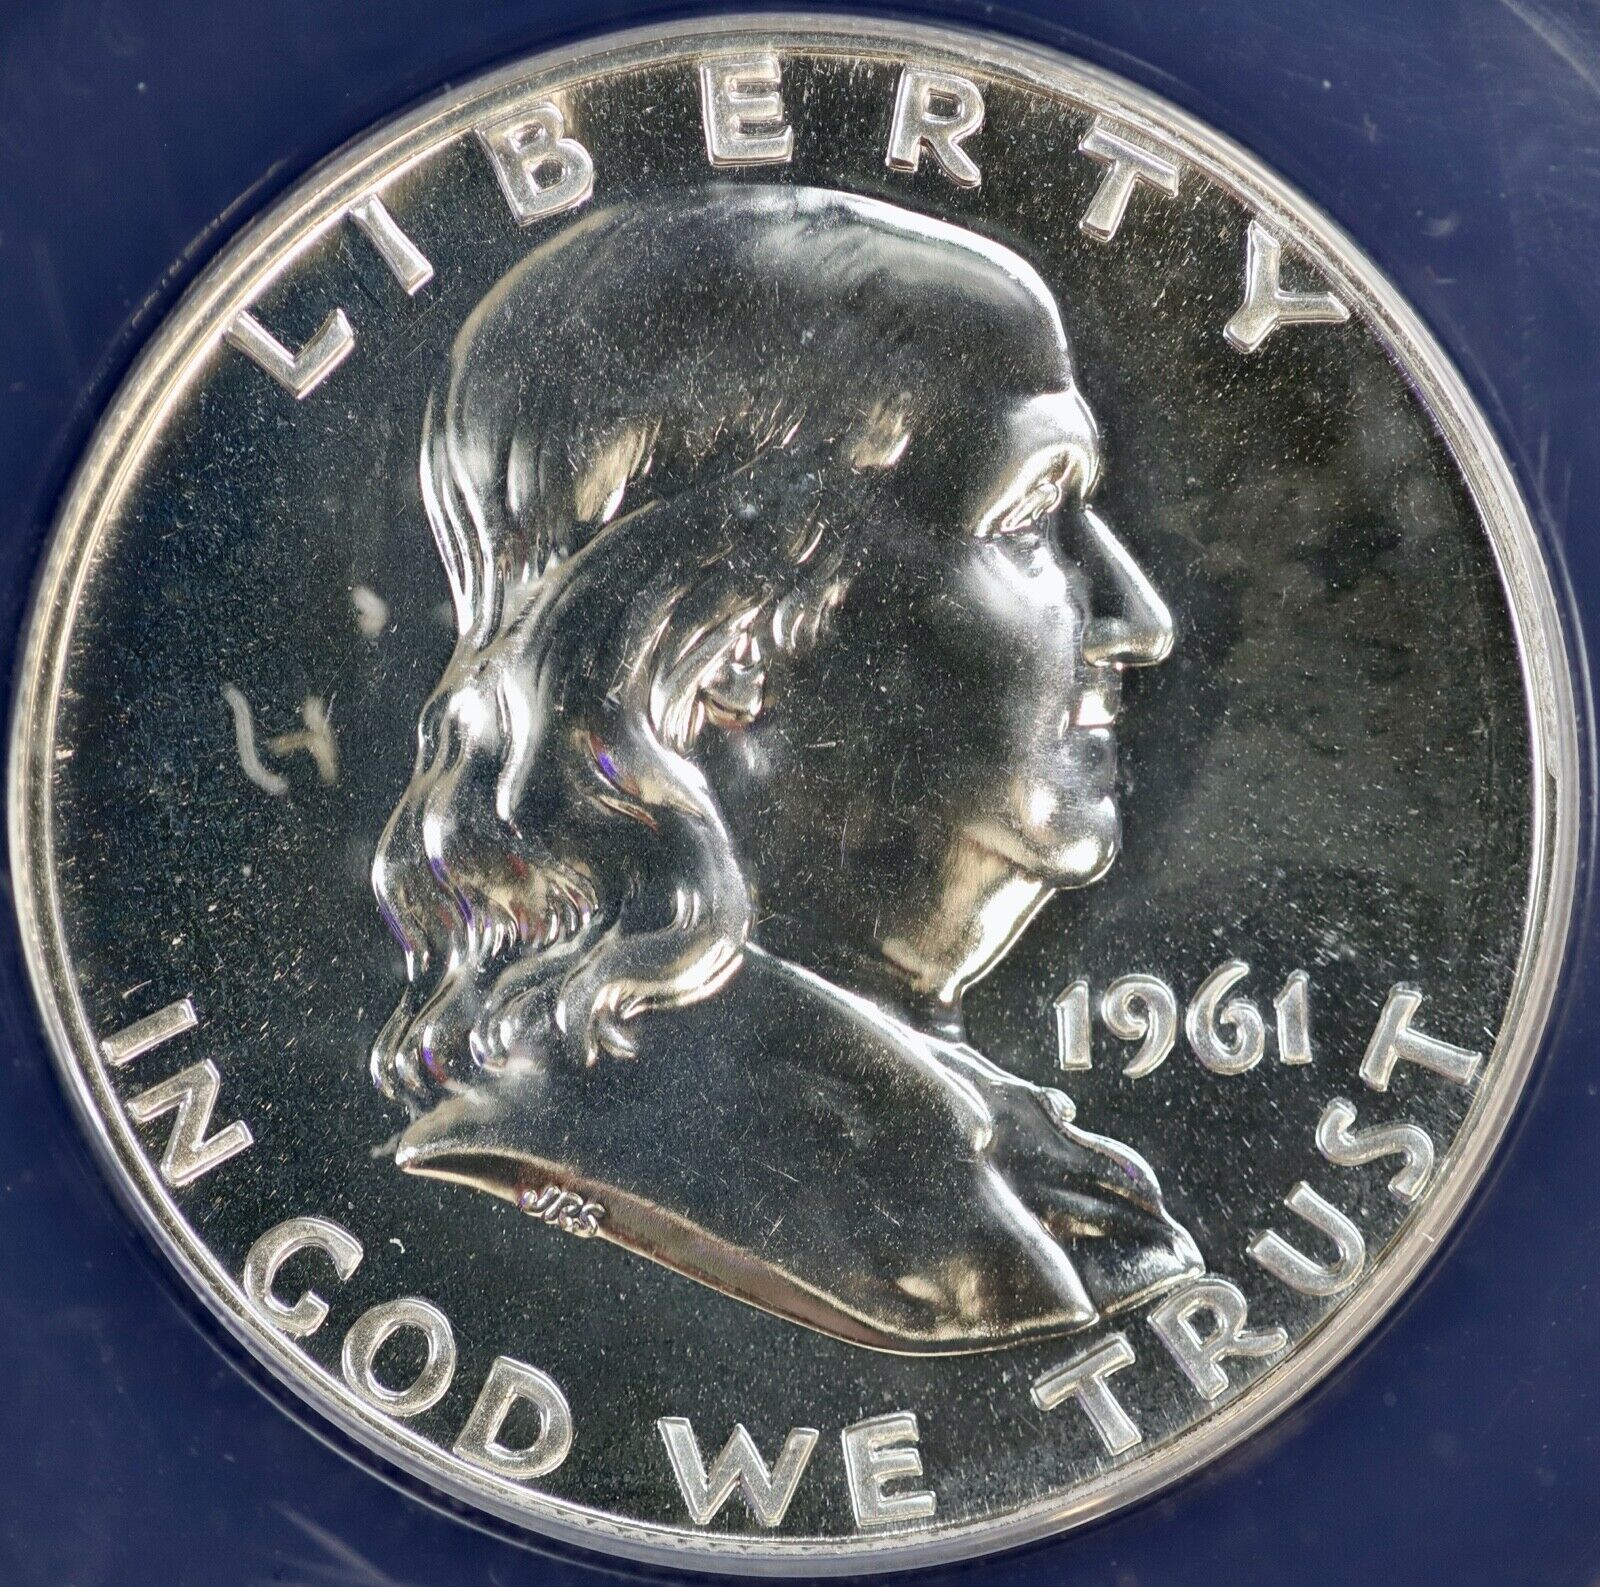 LIBERTY
1961
JRS
IN GOD WE TRUST